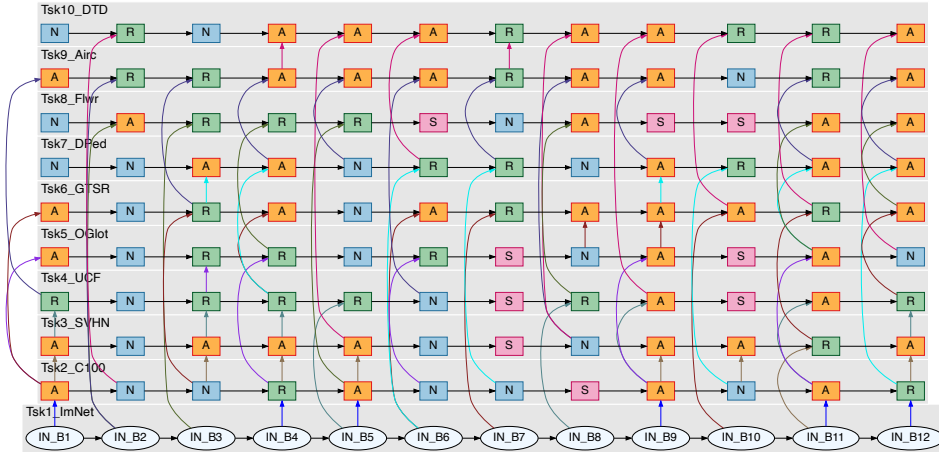 Tsk10_DTD
N R N A A A R A A R R A
Tsk9_Airc
A R R A A A R A A N R A
Tsk8_Flwr
N A R R R S N A S S A A
Tsk7_DPed
N N A A N R R N A R A A
Tsk6_GTSR
A N R A N A R A A A R A
Tsk5_OGlot
A N R R N R S N A S A N
Tsk4_UCF
R N R R R N S R A S A R
Tsk3_SVHN
A N A A A N S N A A R A
Tsk2_C100
A N N R A N N S A N A R
Tsk1_ImNet
IN_B1 IN_B2 IN_B3 IN_B4 IN_B5 IN_B6 IN_B7 IN_B8 IN_B9 IN_B10 IN_B11 IN_B12